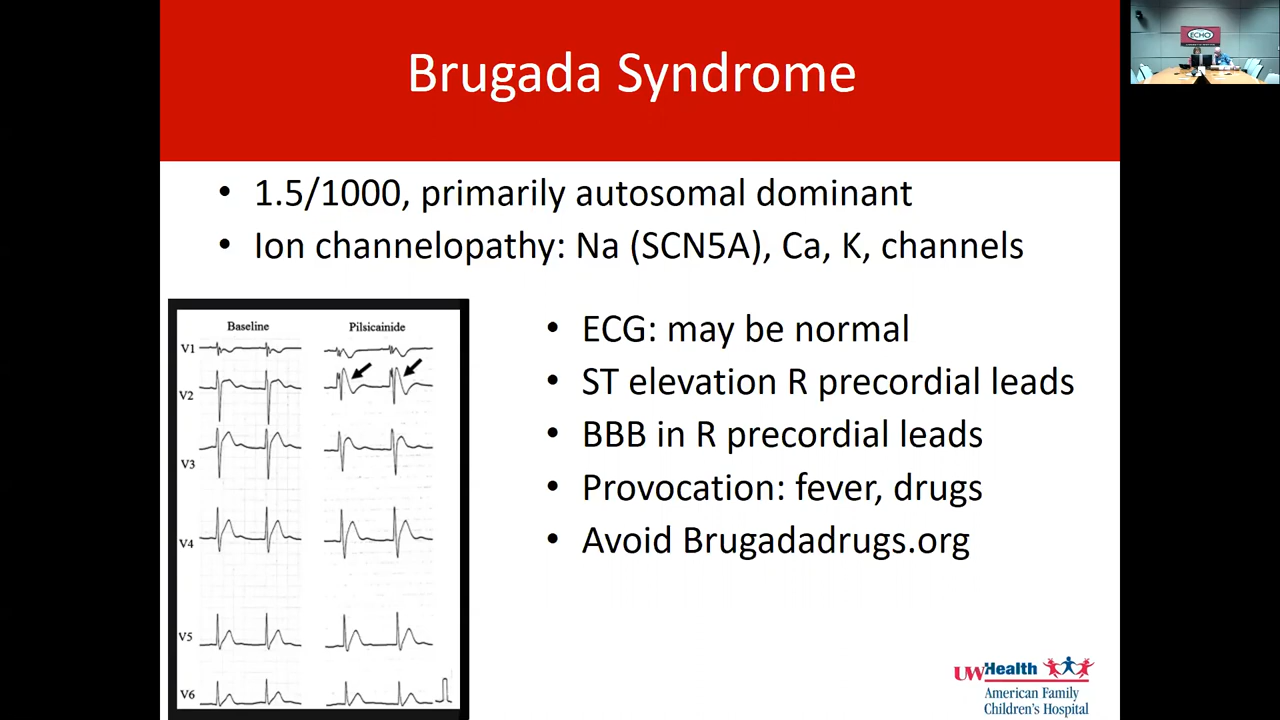 Brugada Syndrome
• 1.5/1000, primarily autosomal dominant
• Ion channelopathy: Na (SCN5A), Ca, K, channels
Baseline Pilsicainide
V1
V2
V3
V4
V5
V6
• ECG: may be normal
• ST elevation R precordial leads
• BBB in R precordial leads
• Provocation: fever, drugs
• Avoid Brugadadrugs.org
UWHealth
American Family
Children's Hospital
ECHO